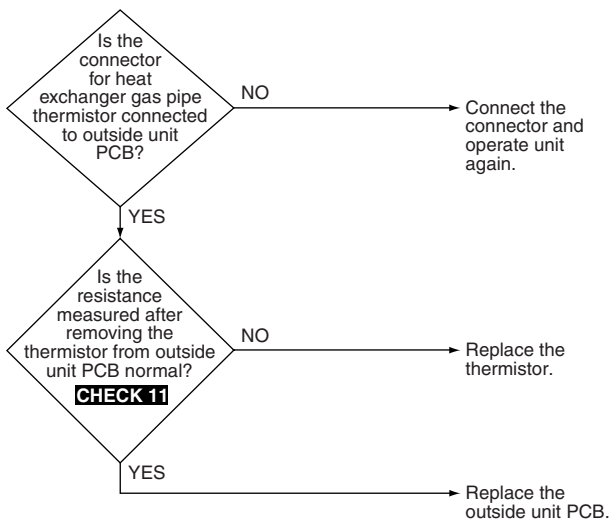 Is the
connector
for heat
exchanger gas pipe
thermistor connected
to outside unit
PCB?
NO
Connect the
connector and
operate unit
again.
YES
Is the
resistance
measured after
removing the
thermistor from outside
unit PCB normal?
CHECK 11
NO
Replace the
thermistor.
YES
Replace the
outside unit PCB.